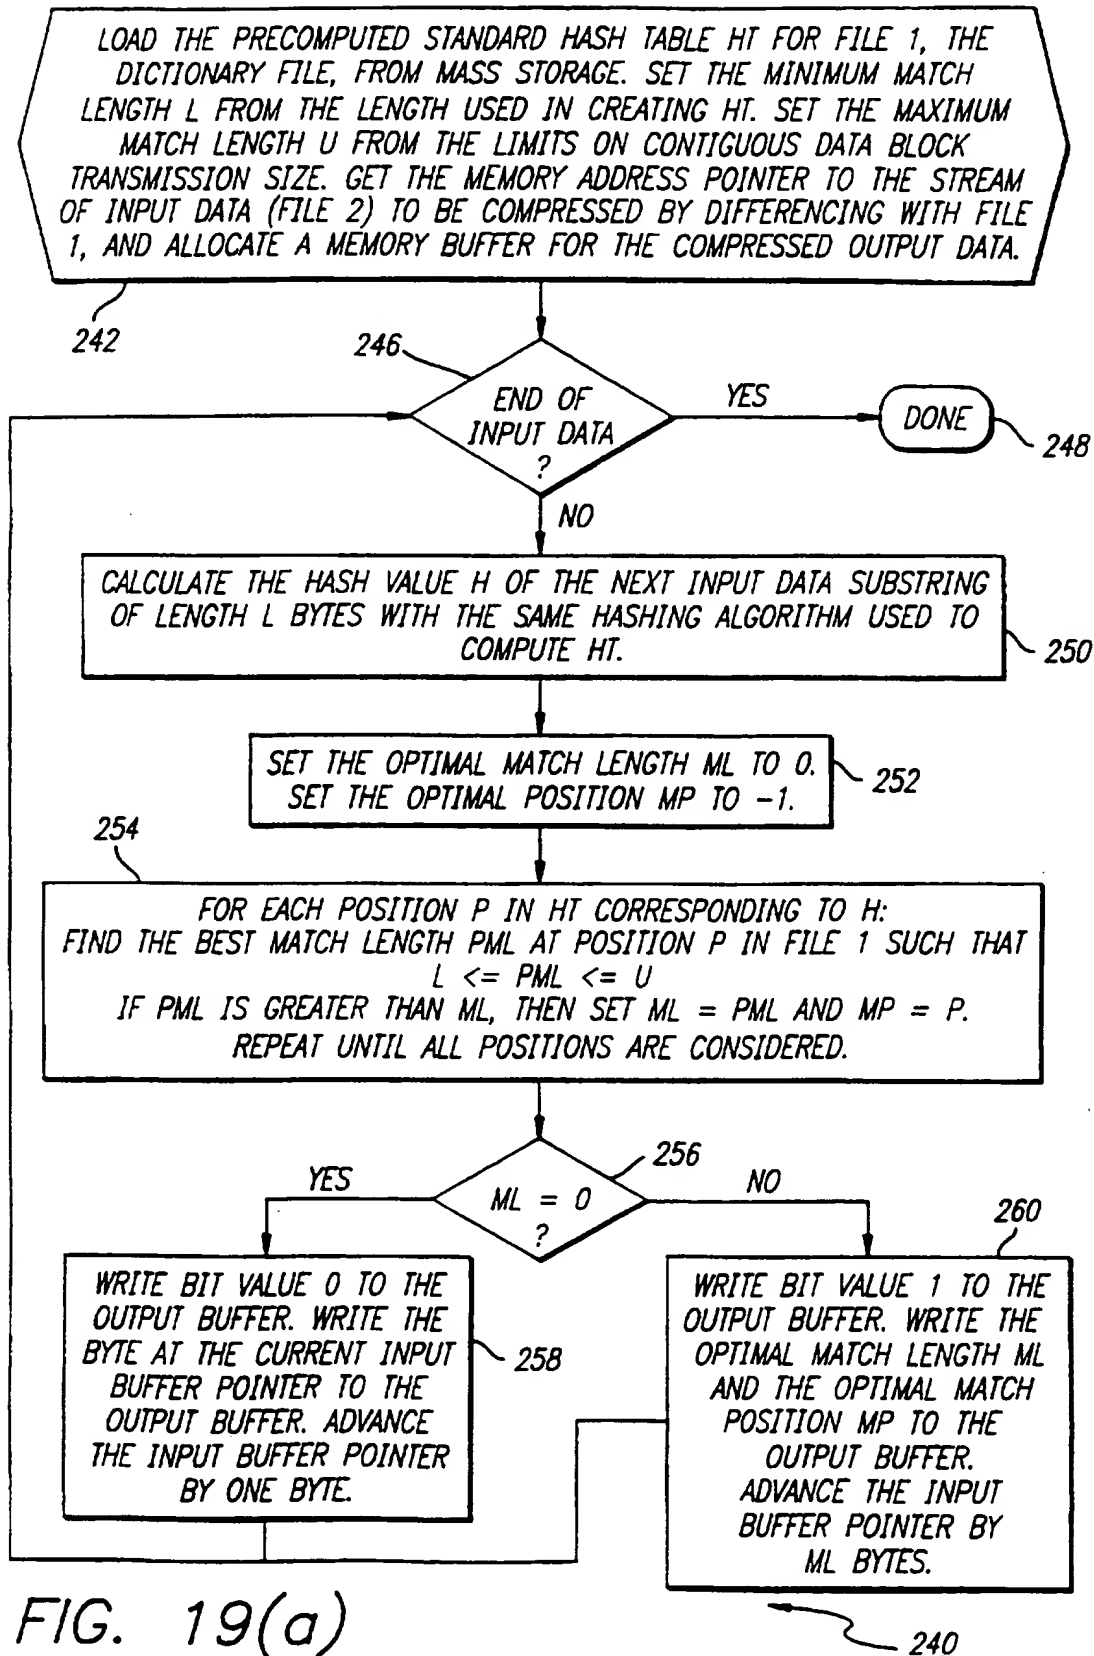 LOAD THE PRECOMPUTED STANDARD HASH TABLE HT FOR FILE 1, THE
DICTIONARY FILE, FROM MASS STORAGE. SET THE MINIMUM MATCH
LENGTH L FROM THE LENGTH USED IN CREATING HT. SET THE MAXIMUM
MATCH LENGTH U FROM THE LIMITS ON CONTIGUOUS DATA BLOCK
TRANSMISSION SIZE. GET THE MEMORY ADDRESS POINTER TO THE STREAM
OF INPUT DATA (FILE 2) TO BE COMPRESSED BY DIFFERENCING WITH FILE
1, AND ALLOCATE A MEMORY BUFFER FOR THE COMPRESSED OUTPUT DATA.
242
246
END OF
INPUT DATA
?
YES
DONE
248
NO
CALCULATE THE HASH VALUE H OF THE NEXT INPUT DATA SUBSTRING
OF LENGTH L BYTES WITH THE SAME HASHING ALGORITHM USED TO
COMPUTE HT.
250
SET THE OPTIMAL MATCH LENGTH ML TO 0.
SET THE OPTIMAL POSITION MP TO -1.
252
254
FOR EACH POSITION P IN HT CORRESPONDING TO H:
FIND THE BEST MATCH LENGTH PML AT POSITION P IN FILE 1 SUCH THAT
L <= PML <= U
IF PML IS GREATER THAN ML, THEN SET ML = PML AND MP = P.
REPEAT UNTIL ALL POSITIONS ARE CONSIDERED.
256
ML = 0
?
YES
NO
WRITE BIT VALUE 0 TO THE
OUTPUT BUFFER. WRITE THE
BYTE AT THE CURRENT INPUT
BUFFER POINTER TO THE
OUTPUT BUFFER. ADVANCE
THE INPUT BUFFER POINTER
BY ONE BYTE.
258
260
WRITE BIT VALUE 1 TO THE
OUTPUT BUFFER. WRITE THE
OPTIMAL MATCH LENGTH ML
AND THE OPTIMAL MATCH
POSITION MP TO THE
OUTPUT BUFFER.
ADVANCE THE INPUT
BUFFER POINTER BY
ML BYTES.
FIG. 19(a)
240